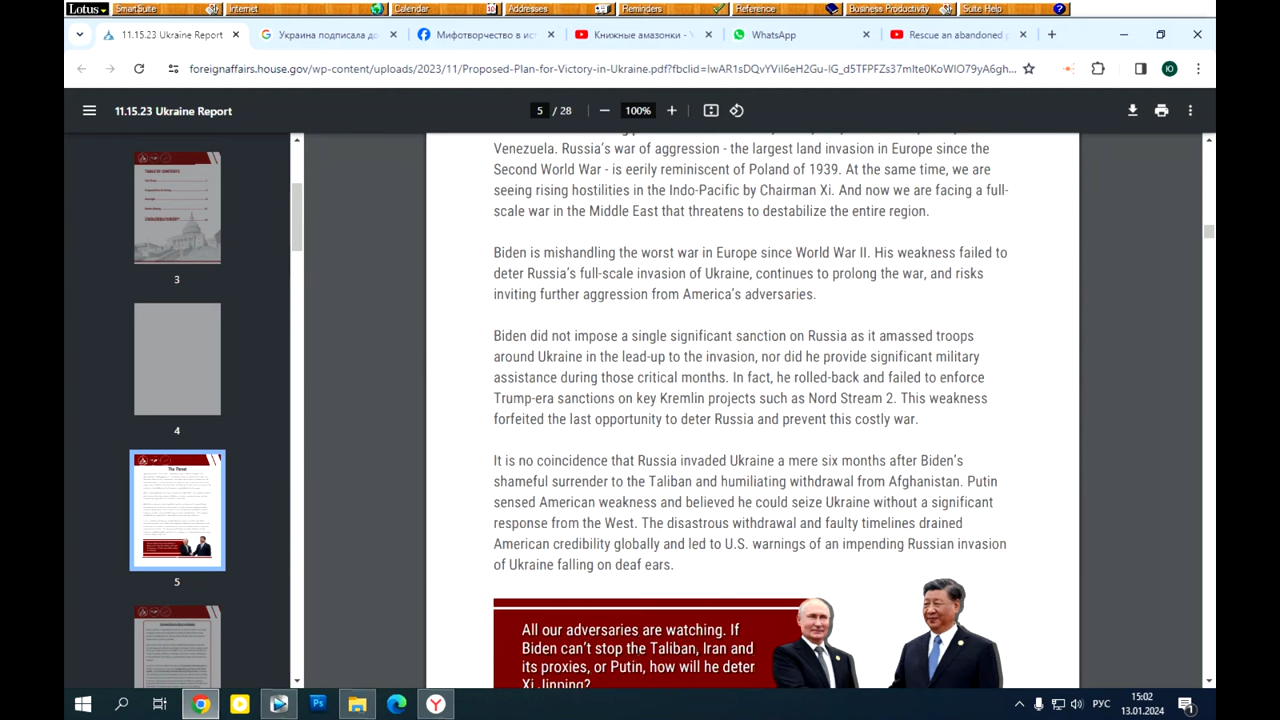 Lotus SmartSuite Internet Calendar Addresses Reminders Reference Business Productivity Suite Help
11.15.23 Ukraine Report
Украина подписала до
Мифотворчество в ис
Книжные амазонки -
WhatsApp
Rescue an abandoned p
foreignaffairs.house.gov/wp-content/uploads/2023/11/Proposed-Plan-for-Victory-in-Ukraine.pdf?fbclid=
Ю
11.15.23 Ukraine Report
5 / 28
100%
TABLE OF CONTENTS
3
4
The Threat
5
Venezuela. Russia's war of aggression - the largest land invasion in Europe since the
Second World War - is eerily reminiscent of Poland of 1939. At the same time, we are
seeing rising hostilities in the Indo-Pacific by Chairman Xi. And now we are facing a full-
scale war in the Middle East that threatens to destabilize the entire region.
Biden is mishandling the worst war in Europe since World War II. His weakness failed to
deter Russia's full-scale invasion of Ukraine, continues to prolong the war, and risks
inviting further aggression from America's adversaries.
Biden did not impose a single significant sanction on Russia as it amassed troops
around Ukraine in the lead-up to the invasion, nor did he provide significant military
assistance during those critical months. In fact, he rolled-back and failed to enforce
Trump-era sanctions on key Kremlin projects such as Nord Stream 2. This weakness
forfeited the last opportunity to deter Russia and prevent this costly war.
It is no coincidence that Russia invaded Ukraine a mere six months after Biden's
shameful surrender to the Taliban and humiliating withdrawal from Afghanistan. Putin
sensed American weakness and believed he could seize Ukraine without a significant
response from the West. The disastrous withdrawal and faulty timelines drained
American credibility globally and led to U.S. warnings of an impending Russian invasion
of Ukraine falling on deaf ears.
All our adversaries are watching. If
Biden can't stop the Taliban, Iran and
its proxies, or Putin, how will he deter
Xi Jinping?
РУС
15:02
13.01.2024